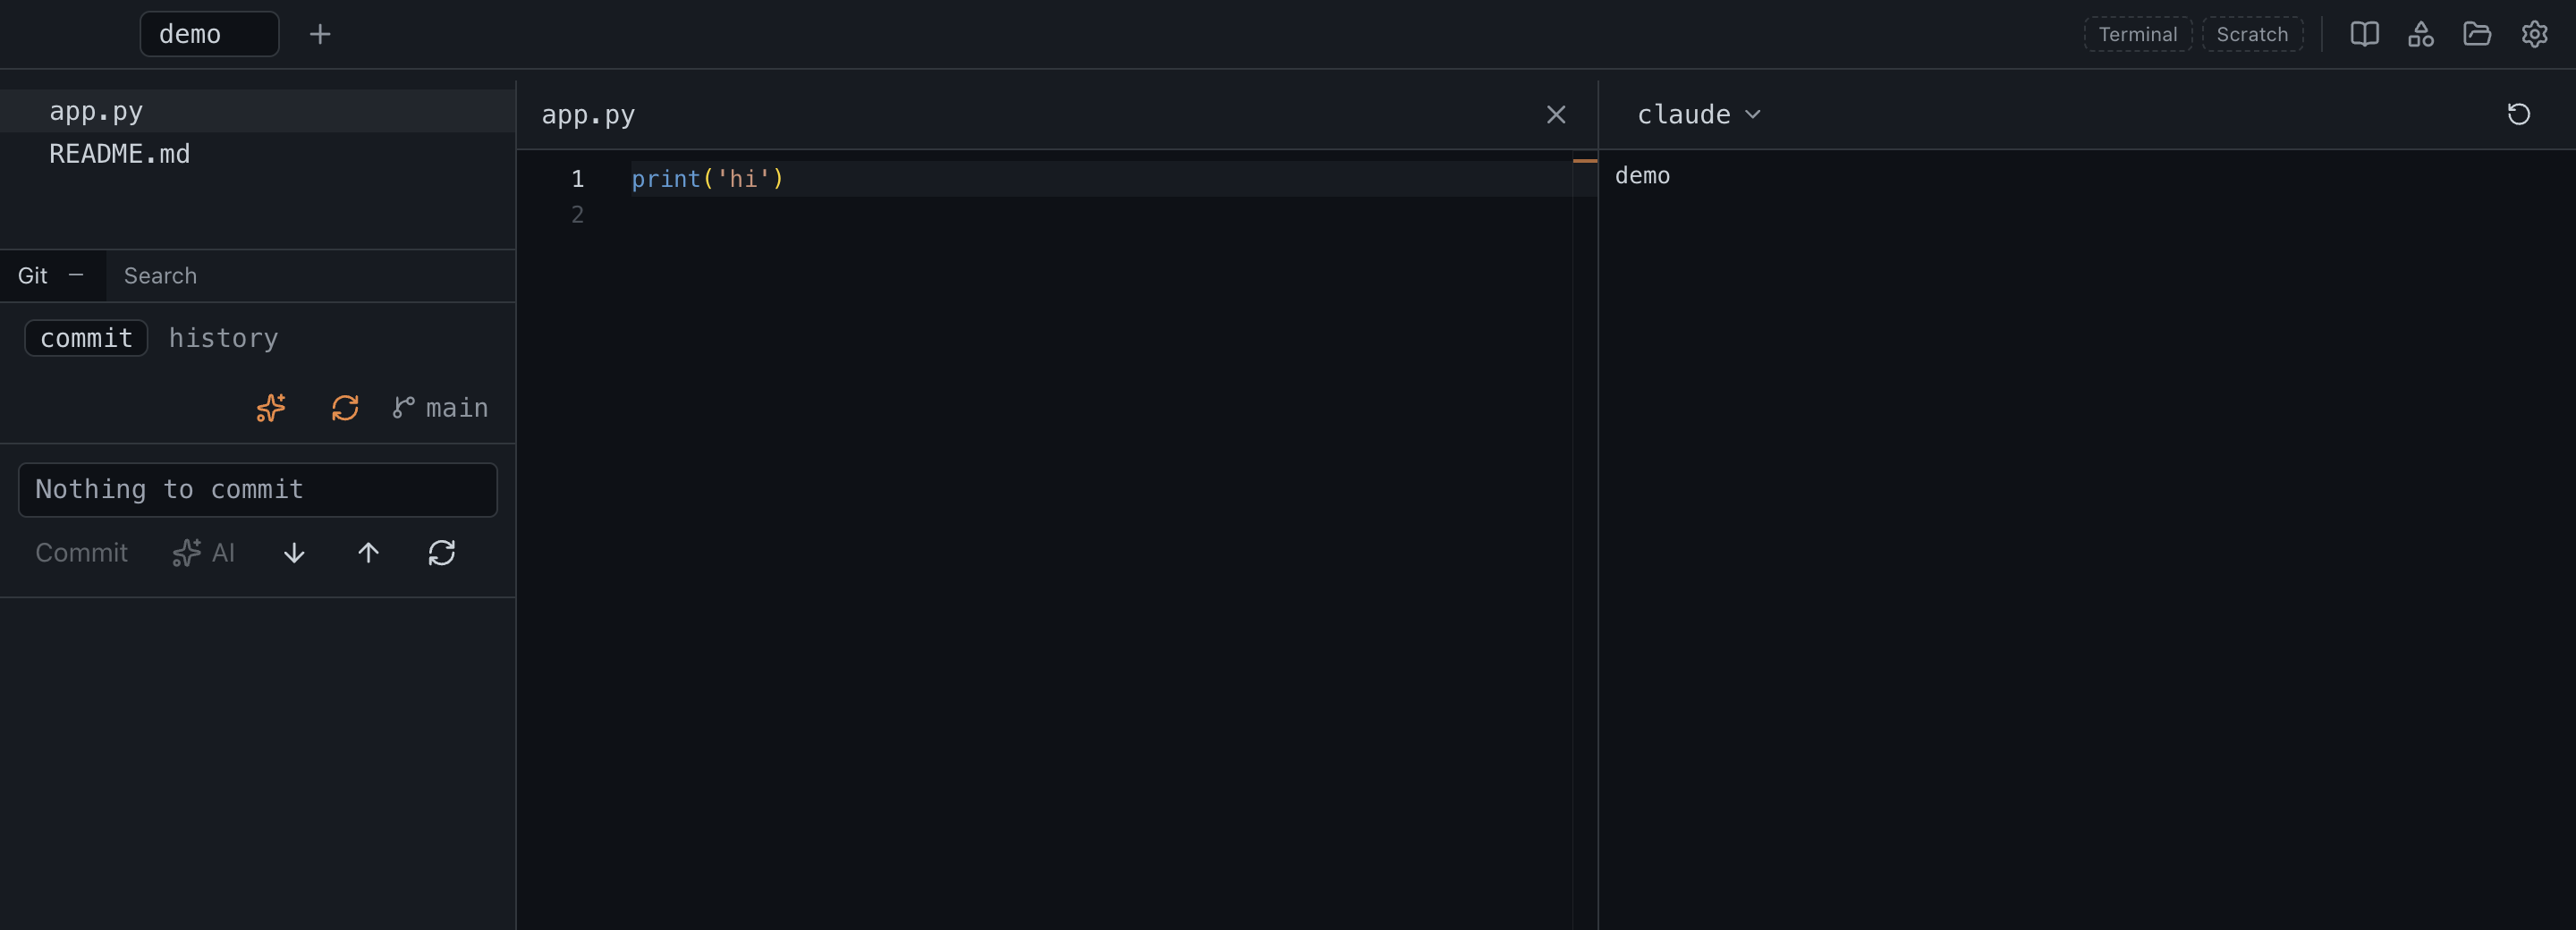 demo
Terminal Scratch
app.py
README.md
Git Search
commit history
main
Nothing to commit
Commit AI
app.py
1 print('hi')
2
claude
demo